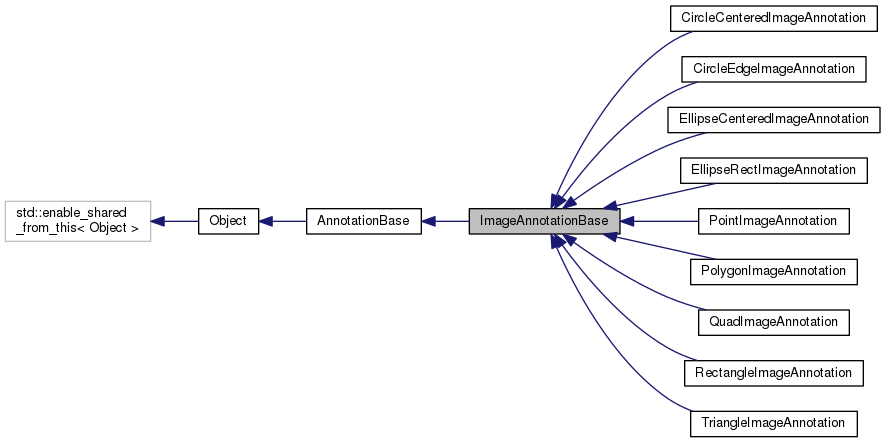 CircleCenteredImageAnnotation
CircleEdgeImageAnnotation
EllipseCenteredImageAnnotation
EllipseRectImageAnnotation
std::enable_shared
_from_this< Object >
Object
AnnotationBase
ImageAnnotationBase
PointImageAnnotation
PolygonImageAnnotation
QuadImageAnnotation
RectangleImageAnnotation
TriangleImageAnnotation